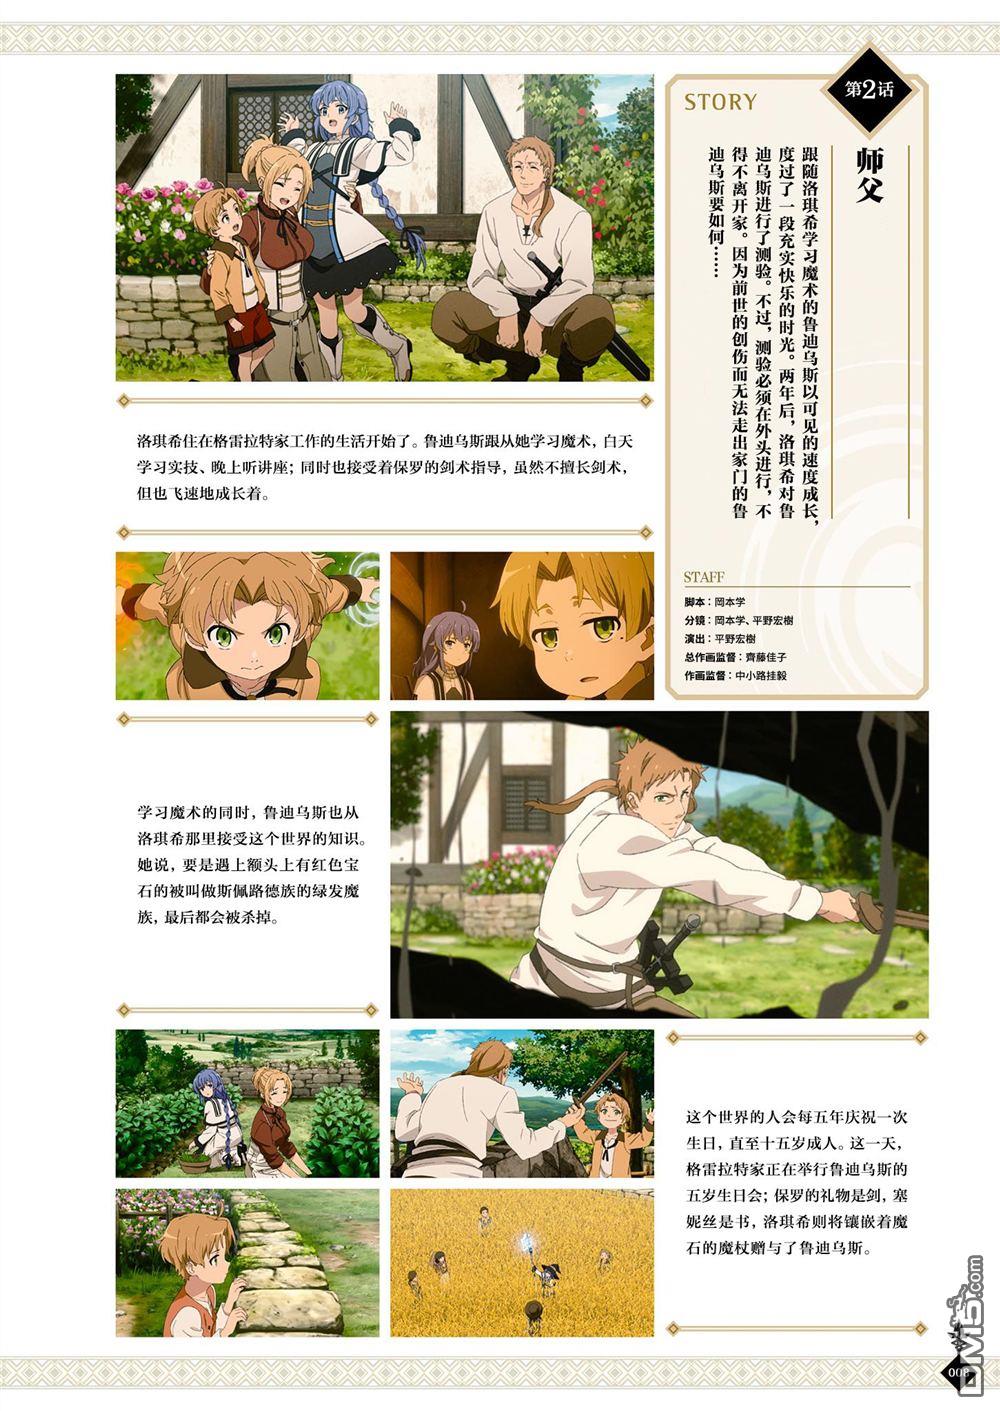 STORY
第2话
师父
跟随洛琪希学习魔术的鲁迪乌斯以可见的速度成长，
度过了一段充实快乐的时光。两年后，洛琪希对鲁
迪乌斯进行了测验。不过，测验必须在外头进行，不
得不离开家。因为前世的创伤而无法走出家门的鲁
迪乌斯要如何……
洛琪希住在格雷拉特家工作的生活开始了。鲁迪乌斯跟从她学习魔术，白天
学习实技、晚上听讲座；同时也接受着保罗的剑术指导，虽然不擅长剑术，
但也飞速地成长着。
STAFF
脚本：岡本学
分镜：岡本学、平野宏樹
演出：平野宏樹
总作画监督：齊藤佳子
作画监督：中小路挂毅
学习魔术的同时，鲁迪乌斯也从
洛琪希那里接受这个世界的知识。
她说，要是遇上额头上有红色宝
石的被叫做斯佩路德族的绿发魔
族，最后都会被杀掉。
这个世界的人会每五年庆祝一次
生日，直至十五岁成人。这一天，
格雷拉特家正在举行鲁迪乌斯的
五岁生日会；保罗的礼物是剑，塞
妮丝是书，洛琪希则将镶嵌着魔
石的魔杖赠与了鲁迪乌斯。
DM5.com
008